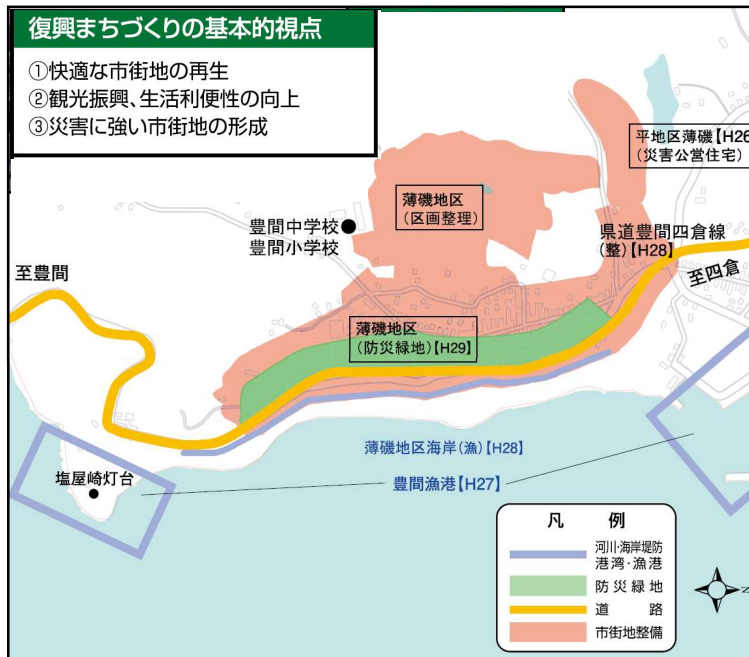 復興まちづくりの基本的視点
①快適な市街地の再生
②観光振興、生活利便性の向上
③災害に強い市街地の形成
平地区薄磯【H26
(災害公営住宅)
薄磯地区
(区画整理)
豊間中学校
豊間小学校
県道豊間四倉線
(整)【H28】
至四倉
至豊間
薄磯地区
(防災緑地)【H29】
薄磯地区海岸(漁)【H28】
豊間漁港【H27】
塩屋崎灯台
凡 例
河川・海岸堤防
港湾・漁港
防災緑地
道 路
市街地整備
N